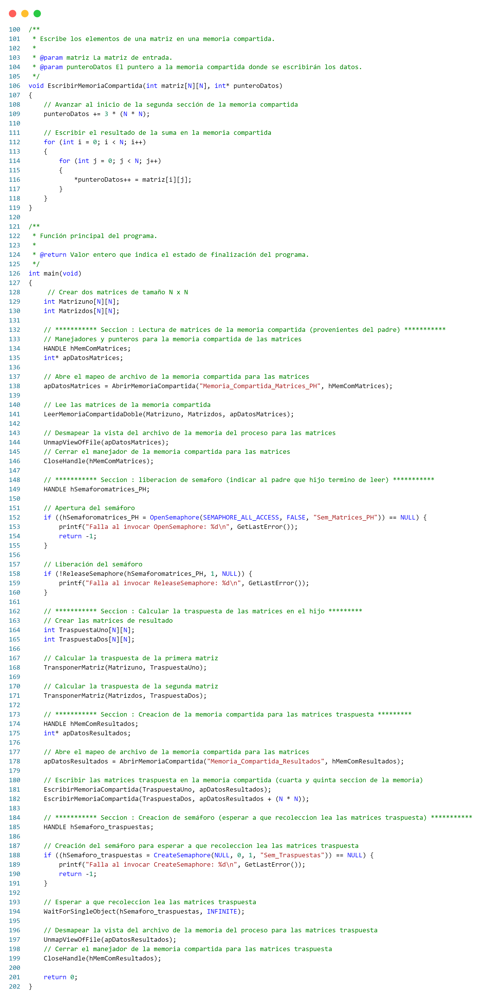 100 /**
101  * Escribe los elementos de una matriz en una memoria compartida.
102  *
103  * @param matriz La matriz de entrada.
104  * @param punteroDatos El puntero a la memoria compartida donde se escribirán los datos.
105  */
106 void EscribirMemoriaCompartida(int matriz[N][N], int* punteroDatos)
107 {
108     // Avanzar al inicio de la segunda sección de la memoria compartida
109     punteroDatos += 3 * (N * N);
110
111     // Escribir el resultado de la suma en la memoria compartida
112     for (int i = 0; i < N; i++)
113     {
114         for (int j = 0; j < N; j++)
115         {
116             *punteroDatos++ = matriz[i][j];
117         }
118     }
119 }
120
121 /**
122  * Función principal del programa.
123  *
124  * @return Valor entero que indica el estado de finalización del programa.
125  */
126 int main(void)
127 {
128      // Crear dos matrices de tamaño N x N
129     int Matrizuno[N][N];
130     int Matrizdos[N][N];
131
132     // *********** Seccion : Lectura de matrices de la memoria compartida (provenientes del padre) ***********
133     // Manejadores y punteros para la memoria compartida de las matrices
134     HANDLE hMemComMatrices;
135     int* apDatosMatrices;
136
137     // Abre el mapeo de archivo de la memoria compartida para las matrices
138     apDatosMatrices = AbrirMemoriaCompartida("Memoria_Compartida_Matrices_PH", hMemComMatrices);
139
140     // Lee las matrices de la memoria compartida
141     LeerMemoriaCompartidaDoble(Matrizuno, Matrizdos, apDatosMatrices);
142
143     // Desmapear la vista del archivo de la memoria del proceso para las matrices
144     UnmapViewOfFile(apDatosMatrices);
145     // Cerrar el manejador de la memoria compartida para las matrices
146     CloseHandle(hMemComMatrices);
147
148     // *********** Seccion : liberacion de semaforo (indicar al padre que hijo termino de leer) ***********
149     HANDLE hSemaforomatrices_PH;
150
151     // Apertura del semáforo
152     if ((hSemaforomatrices_PH = OpenSemaphore(SEMAPHORE_ALL_ACCESS, FALSE, "Sem_Matrices_PH")) == NULL) {
153         printf("Falla al invocar OpenSemaphore: %d\n", GetLastError());
154         return -1;
155     }
156
157     // Liberación del semáforo
158     if (!ReleaseSemaphore(hSemaforomatrices_PH, 1, NULL)) {
159         printf("Falla al invocar ReleaseSemaphore: %d\n", GetLastError());
160     }
161
162     // *********** Seccion : Calcular la traspuesta de las matrices en el hijo *********
163     // Crear las matrices de resultado
164     int TraspuestaUno[N][N];
165     int TraspuestaDos[N][N];
166
167     // Calcular la traspuesta de la primera matriz
168     TransponerMatriz(Matrizuno, TraspuestaUno);
169
170     // Calcular la traspuesta de la segunda matriz
171     TransponerMatriz(Matrizdos, TraspuestaDos);
172
173     // *********** Seccion : Creacion de la memoria compartida para las matrices traspuesta *********
174     HANDLE hMemComResultados;
175     int* apDatosResultados;
176
177     // Abre el mapeo de archivo de la memoria compartida para las matrices
178     apDatosResultados = AbrirMemoriaCompartida("Memoria_Compartida_Resultados", hMemComResultados);
179
180     // Escribir las matrices traspuesta en la memoria compartida (cuarta y quinta seccion de la memoria)
181     EscribirMemoriaCompartida(TraspuestaUno, apDatosResultados);
182     EscribirMemoriaCompartida(TraspuestaDos, apDatosResultados + (N * N));
183
184     // *********** Seccion : Creacion de semáforo (esperar a que recoleccion lea las matrices traspuesta) ***********
185     HANDLE hSemaforo_traspuestas;
186
187     // Creación del semáforo para esperar a que recoleccion lea las matrices traspuesta
188     if ((hSemaforo_traspuestas = CreateSemaphore(NULL, 0, 1, "Sem_Traspuestas")) == NULL) {
189         printf("Falla al invocar CreateSemaphore: %d\n", GetLastError());
190         return -1;
191     }
192
193     // Esperar a que recoleccion lea las matrices traspuesta
194     WaitForSingleObject(hSemaforo_traspuestas, INFINITE);
195
196     // Desmapear la vista del archivo de la memoria del proceso para las matrices traspuesta
197     UnmapViewOfFile(apDatosResultados);
198     // Cerrar el manejador de la memoria compartida para las matrices traspuesta
199     CloseHandle(hMemComResultados);
200
201     return 0;
202 }